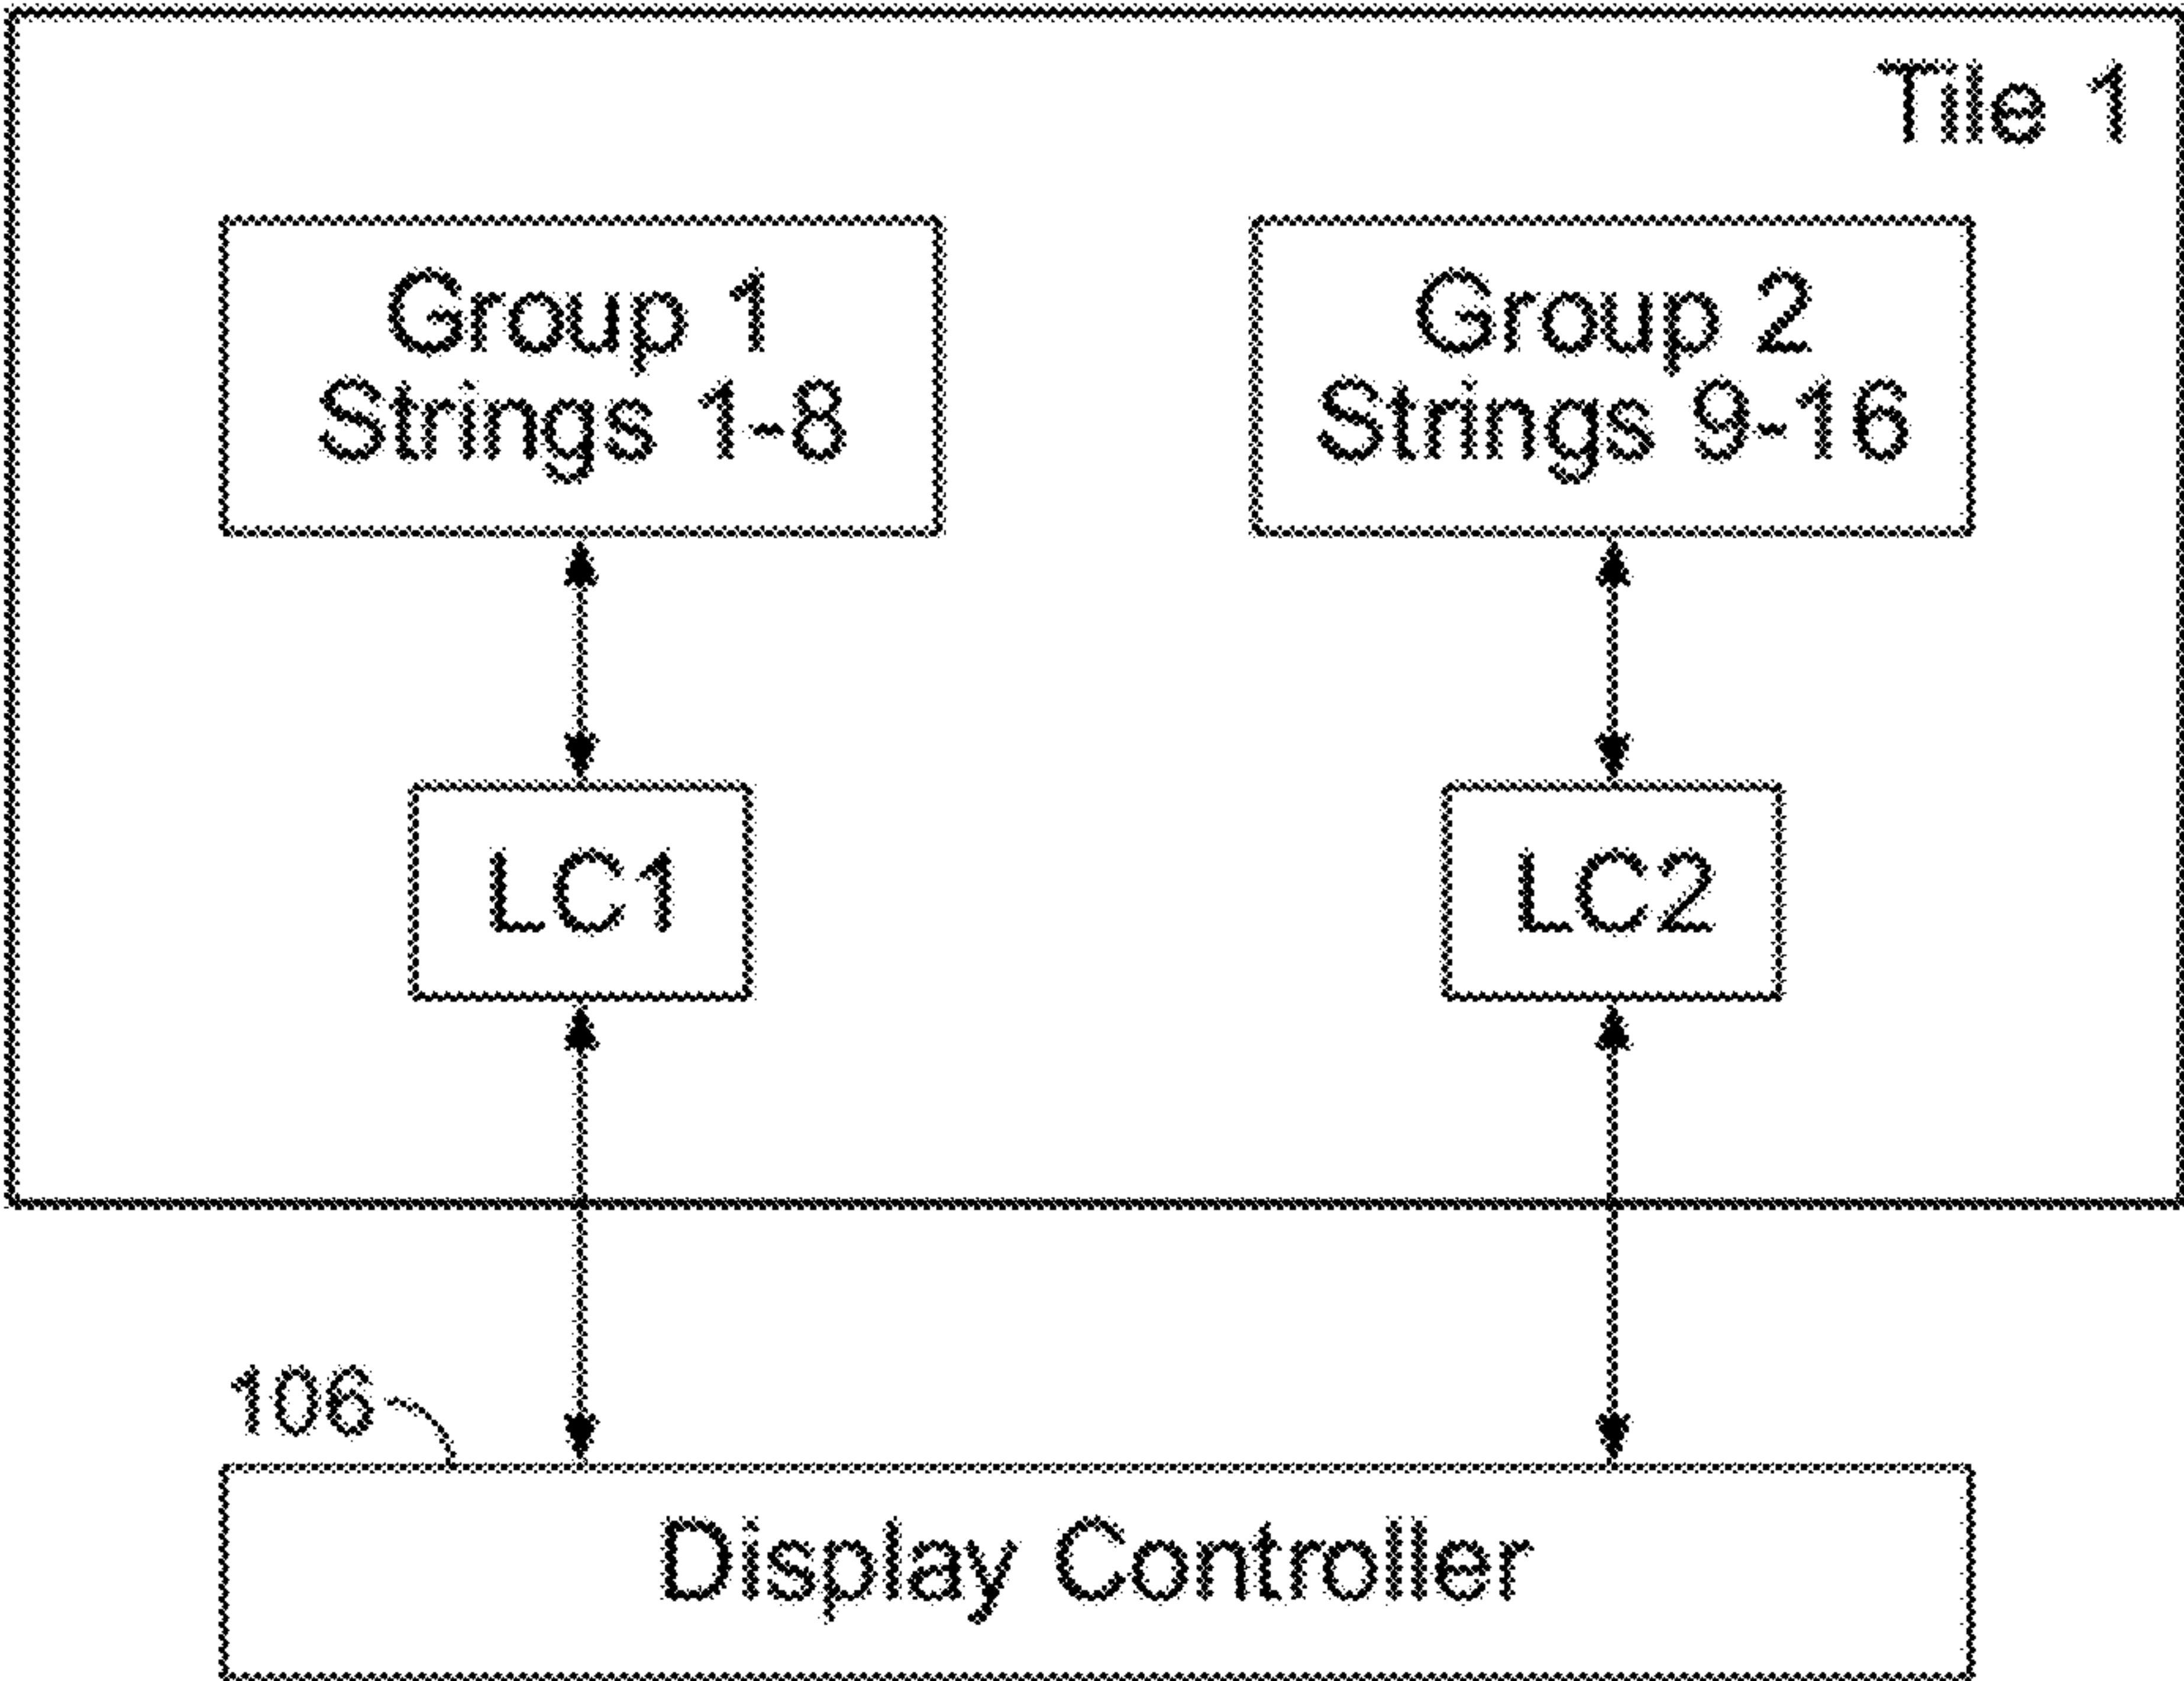 Tile 1
Group 1
Strings 1-8
Group 2
Strings 9-16
LC1
LC2
106
Display Controller